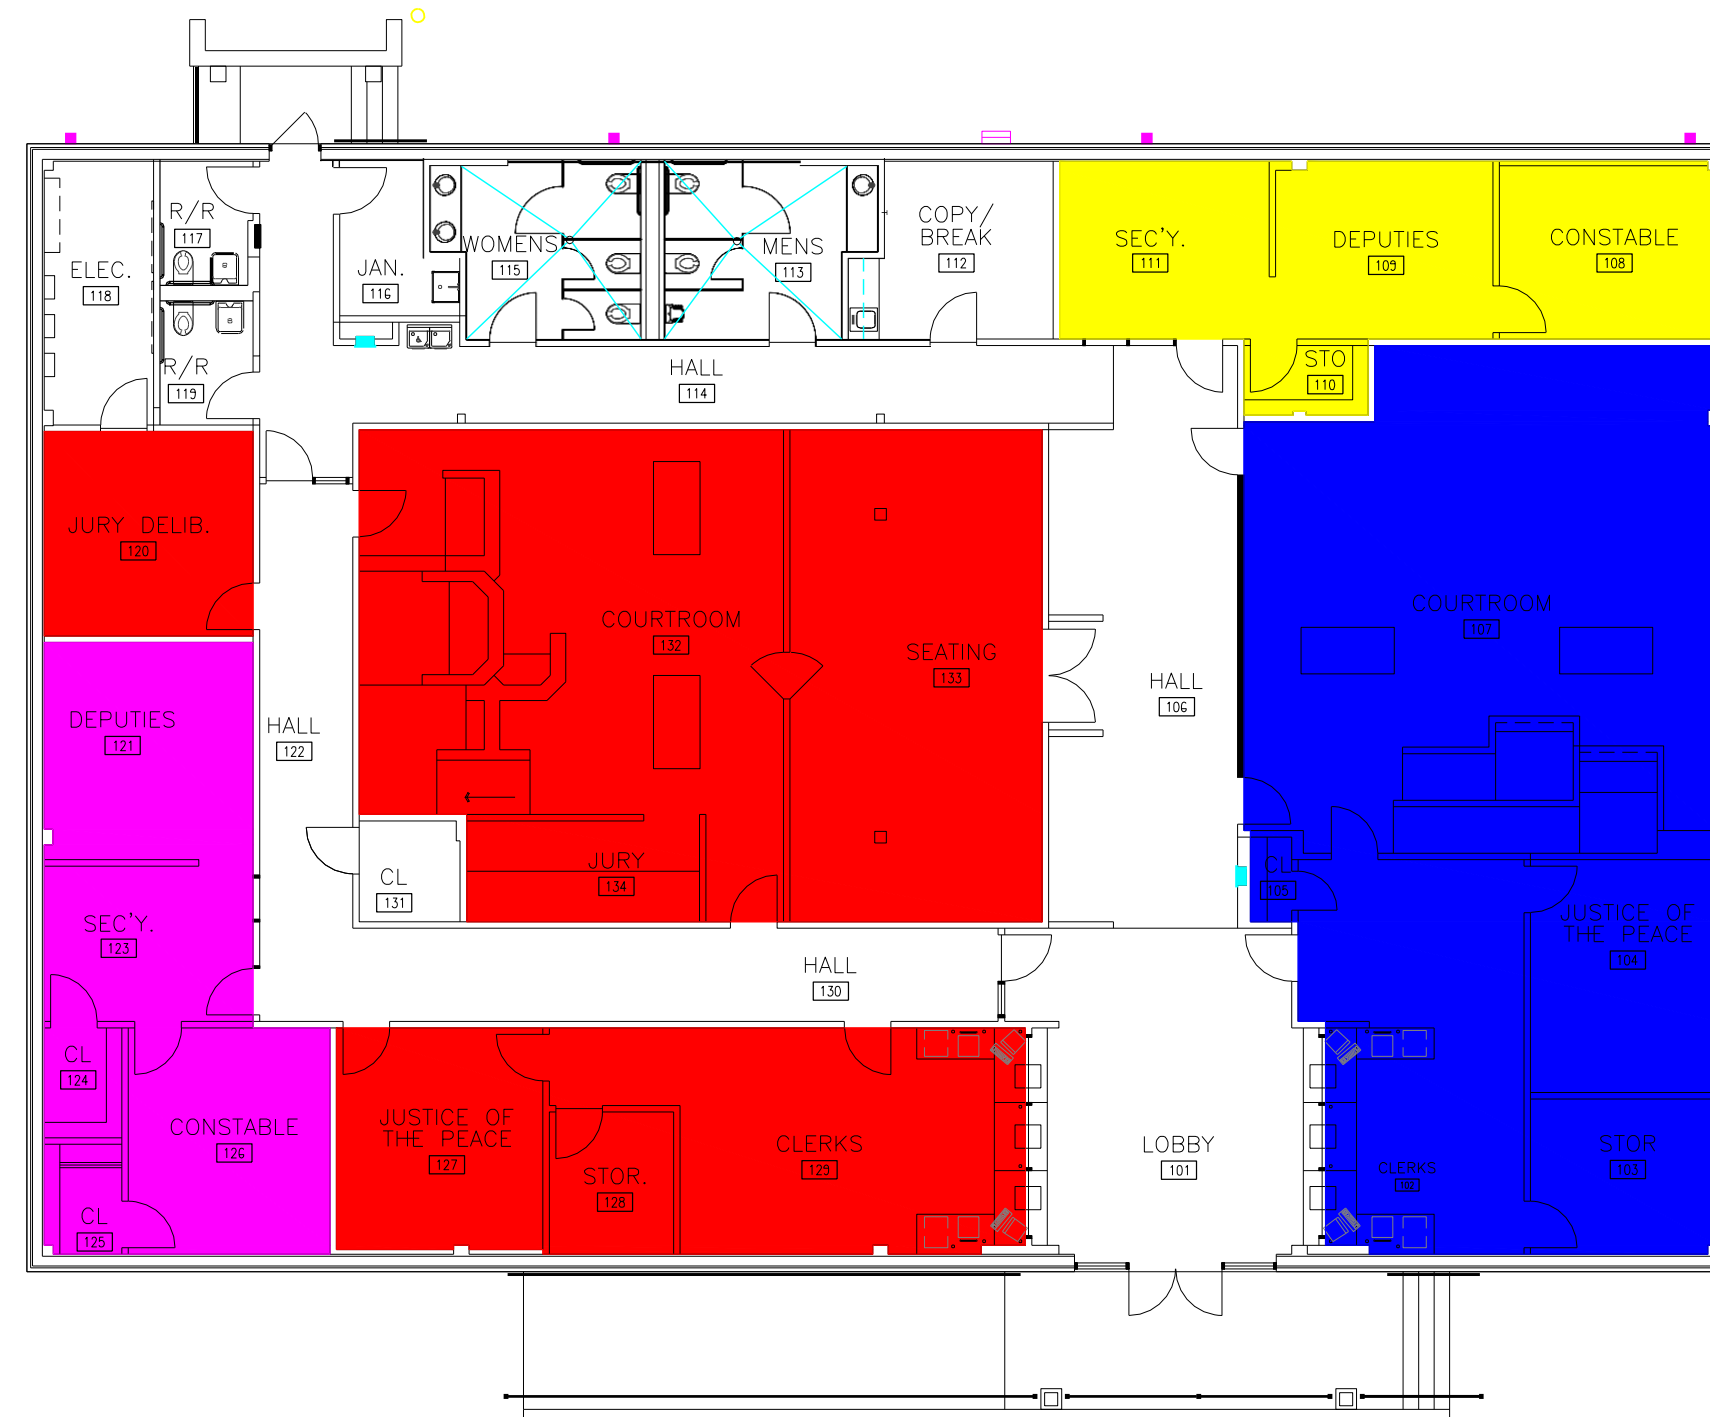 R/R
117
ELEC.
118
JAN.
116
WOMENS
115
MENS
113
COPY/
BREAK
112
SEC'Y.
111
DEPUTIES
109
CONSTABLE
108
R/R
119
HALL
114
STO
110
JURY DELIB.
120
COURTROOM
132
SEATING
133
COURTROOM
107
DEPUTIES
121
HALL
122
HALL
106
JURY
134
CL
131
CL
105
SEC'Y.
123
JUSTICE OF
THE PEACE
104
HALL
130
CL
124
CONSTABLE
126
JUSTICE OF
THE PEACE
127
STOR.
128
CLERKS
129
LOBBY
101
CLERKS
102
STOR
103
CL
125